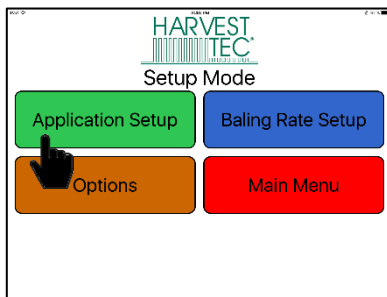 HARVEST
TEC
Setup Mode
Application Setup
Baling Rate Setup
Options
Main Menu